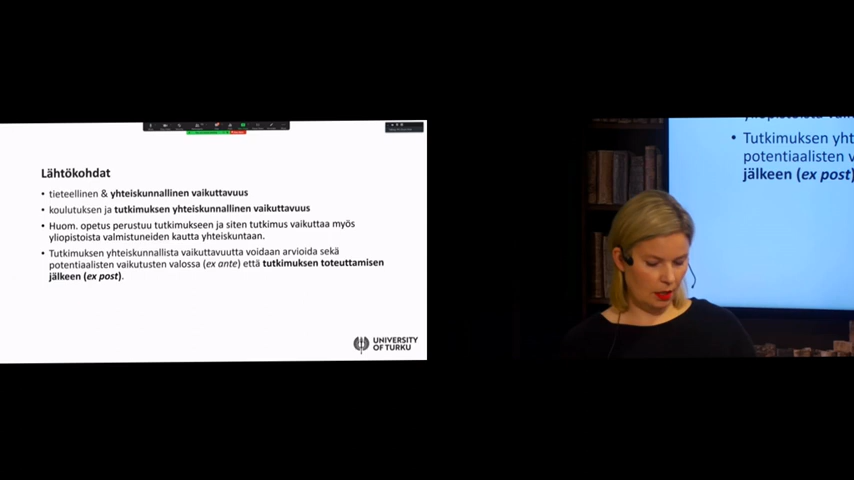 Lähtökohdat
• tieteellinen & yhteiskunnallinen vaikuttavuus
• koulutuksen ja tutkimuksen yhteiskunnallinen vaikuttavuus
• Huom. opetus perustuu tutkimukseen ja siten tutkimus vaikuttaa myös
yliopistoista valmistuneiden kautta yhteiskuntaan.
• Tutkimuksen yhteiskunnallista vaikuttavuutta voidaan arvioida sekä
potentiaalisten vaikutusten valossa (ex ante) että tutkimuksen toteuttamisen
jälkeen (ex post).
UNIVERSITY
OF TURKU
• Tutkimuksen yht
potentiaalisten v
jälkeen (ex post)